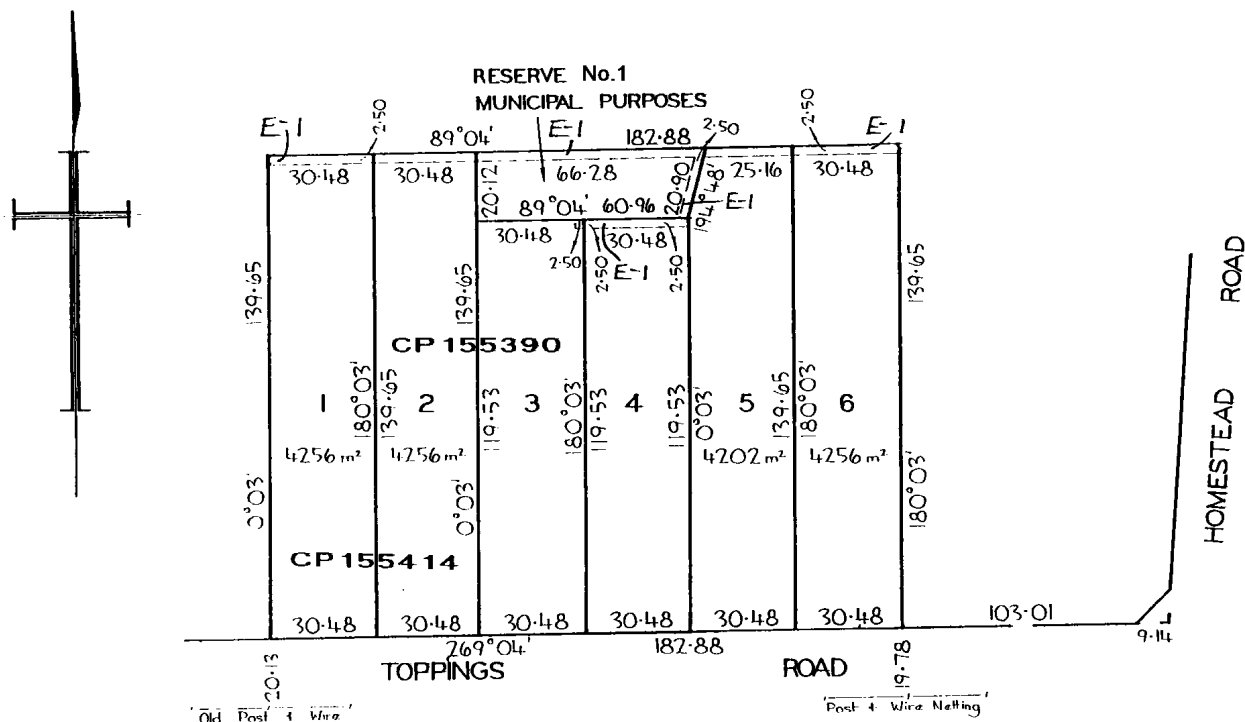 RESERVE No.1
MUNICIPAL PURPOSES
E-1
2·50
89°04'
E-1
182·88
2·50
2·50
E-1
30·48
30·48
66·28
25·16
30·48
20·12
20·90
194°48'
E-1
89°04' 60·96
30·48
30·48
2·50
2·50
E-1
2·50
139·65
139·65
139·65
ROAD
CP 155390
1
180°03'
139·65
2
119·53
3
180°03'
119·53
4
119·53
0°03'
5
139·65
180°03'
6
HOMESTEAD
4256 m²
4256 m²
4202 m²
4256 m²
0°03'
0°03'
180°03'
CP 155414
30·48
30·48
30·48
30·48
30·48
30·48
103·01
9·14
269°04'
182·88
20·13
TOPPINGS
ROAD
19·78
'Old Post & Wire'
'Post & Wire Netting'